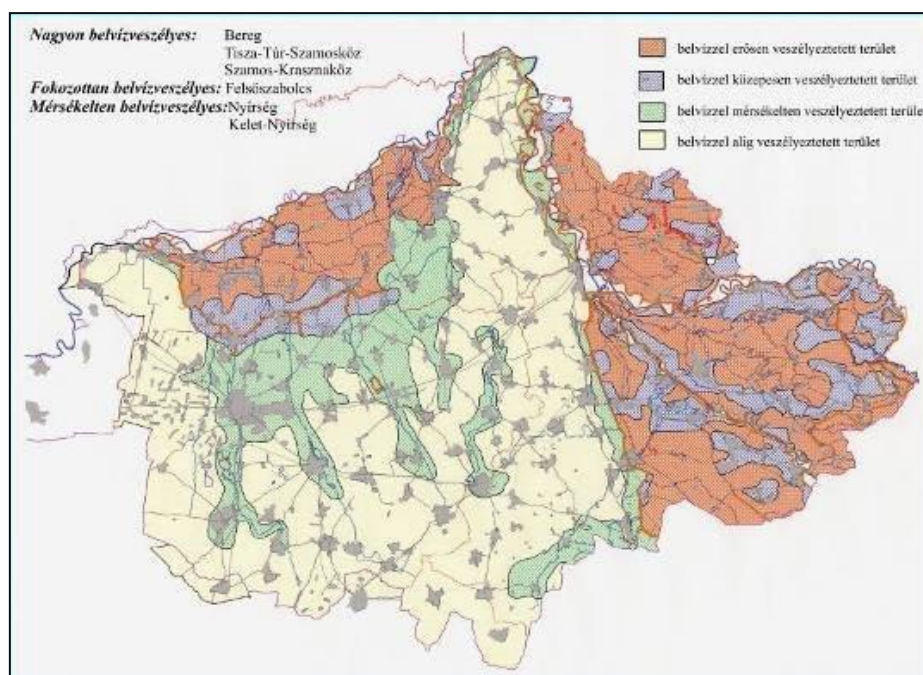 Nagyon belvízveszélyes: Bereg
Tisza-Túr-Szamosköz
Szamos-Krasznaköz
Fokozottan belvízveszélyes: Felsőszabolcs
Mérsékelten belvízveszélyes: Nyírség
Kelet-Nyírség
belvízzel erősen veszélyeztetett terület
belvízzel közepesen veszélyeztetett terület
belvízzel mérsékelten veszélyeztetett terüle
belvízzel alig veszélyeztetett terület